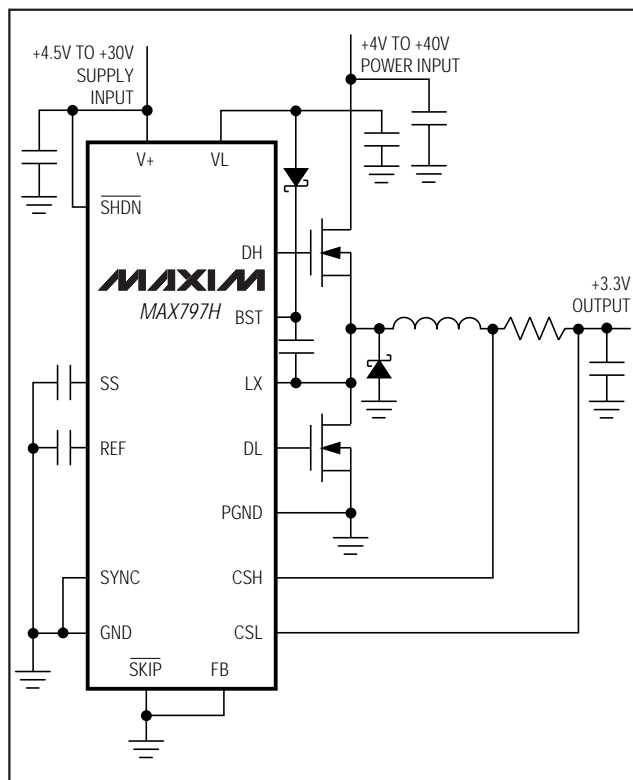 +4.5V TO +30V
SUPPLY
INPUT
+4V TO +40V
POWER INPUT
V+
VL
SHDN
DH
MAXIM
MAX797H
BST
+3.3V
OUTPUT
SS
LX
REF
DL
PGND
SYNC
CSH
GND
CSL
SKIP
FB